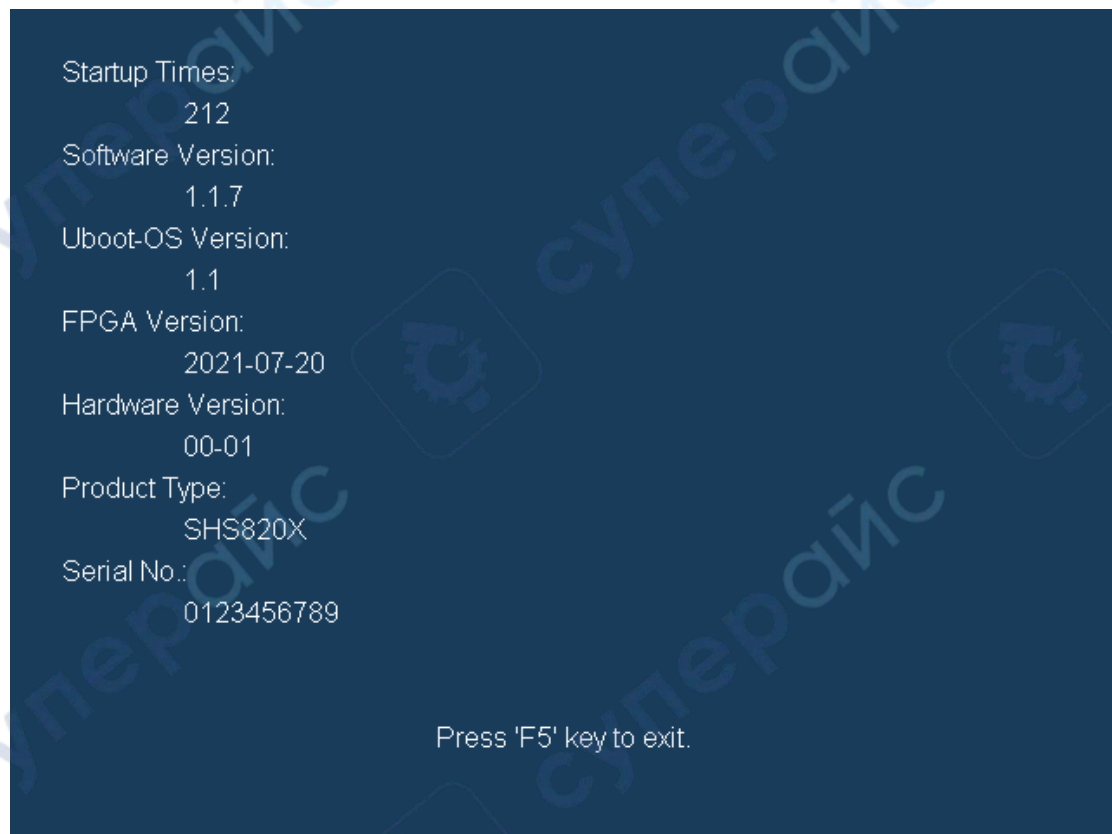 Startup Times:
212
Software Version:
1.1.7
Uboot-OS Version:
1.1
FPGA Version:
2021-07-20
Hardware Version:
00-01
Product Type:
SHS820X
Serial No.:
0123456789
Press 'F5' key to exit.
суперайс
суперайс
суперайс
суперайс